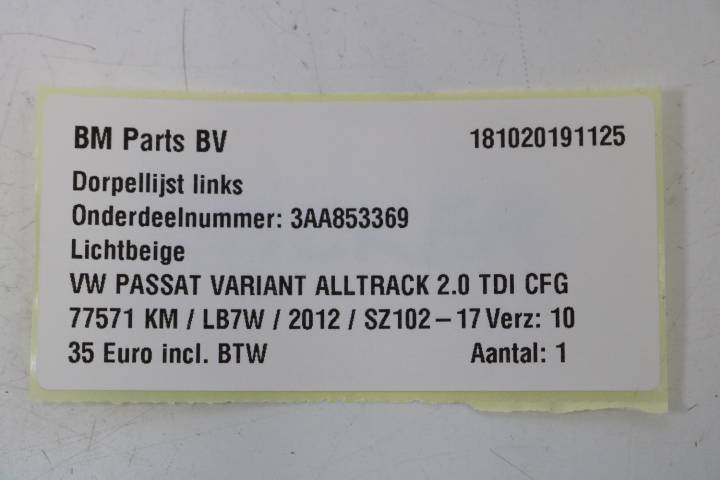 BM Parts BV 181020191125
Dorpellijst links
Onderdeelnummer: 3AA853369
Lichtbeige
VW PASSAT VARIANT ALLTRACK 2.0 TDI CFG
77571 KM / LB7W / 2012 / SZ102-17 Verz: 10
35 Euro incl. BTW Aantal: 1